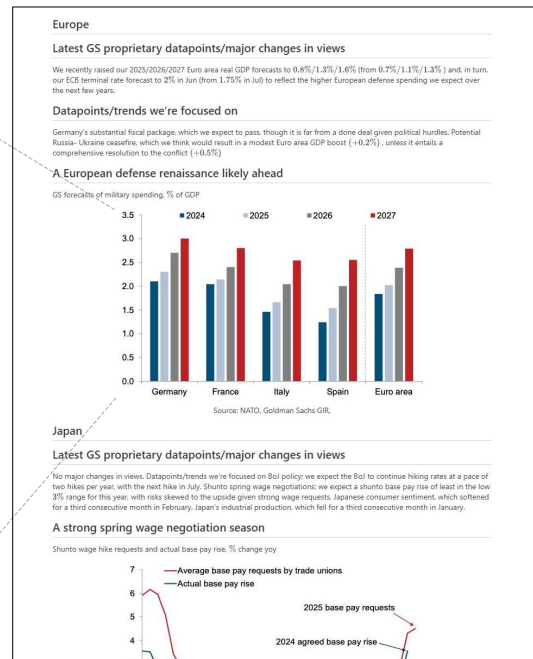 Europe
Latest GS proprietary datapoints/major changes in views
We recently raised our 2025/2026/2027 Euro area real GDP forecasts to 0.8%/1.3%/1.6% (from 0.7%/1.1%/1.3% ) and, in turn,
our ECB terminal rate forecast to 2% in Jun (from 1.75% in Jul) to reflect the higher European defense spending we expect over
the next few years.
Datapoints/trends we're focused on
Germany's substantial fiscal package, which we expect to pass, though it is far from a done deal given political hurdles. Potential
Russia- Ukraine ceasefire, which we think would result in a modest Euro area GDP boost (+0.2%) , unless it entails a
comprehensive resolution to the conflict (+0.5%)
A European defense renaissance likely ahead
GS forecasts of military spending, % of GDP
3.5
2024 2025 2026 2027
3.0
2.5
2.0
1.5
1.0
0.5
0.0
Germany France Italy Spain Euro area
Source: NATO, Goldman Sachs GIR.
Japan
Latest GS proprietary datapoints/major changes in views
No major changes in views. Datapoints/trends we're focused on BoJ policy; we expect the BoJ to continue hiking rates at a pace of
two hikes per year, with the next hike in July. Shunto spring wage negotiations; we expect a shunto base pay rise of least in the low
3% range for this year, with risks skewed to the upside given strong wage requests. Japanese consumer sentiment, which softened
for a third consecutive month in February. Japan's industrial production, which fell for a third consecutive month in January.
A strong spring wage negotiation season
Shunto wage hike requests and actual base pay rise, % change yoy
7
Average base pay requests by trade unions
Actual base pay rise
6
2025 base pay requests
5
2024 agreed base pay rise
4